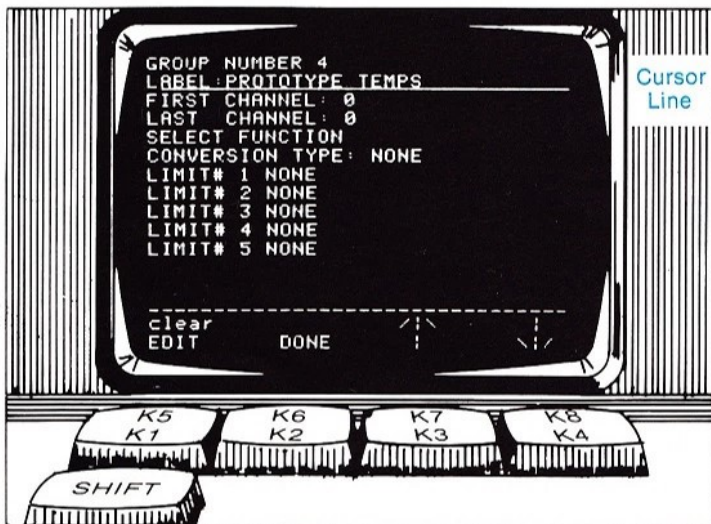 GROUP NUMBER 4
LABEL:PROTOTYPE TEMPS
FIRST CHANNEL: 0
LAST CHANNEL: 0
SELECT FUNCTION
CONVERSION TYPE: NONE
LIMIT# 1 NONE
LIMIT# 2 NONE
LIMIT# 3 NONE
LIMIT# 4 NONE
LIMIT# 5 NONE
clear
EDIT DONE
Cursor
Line
K5 K6 K7 K8
K1 K2 K3 K4
SHIFT